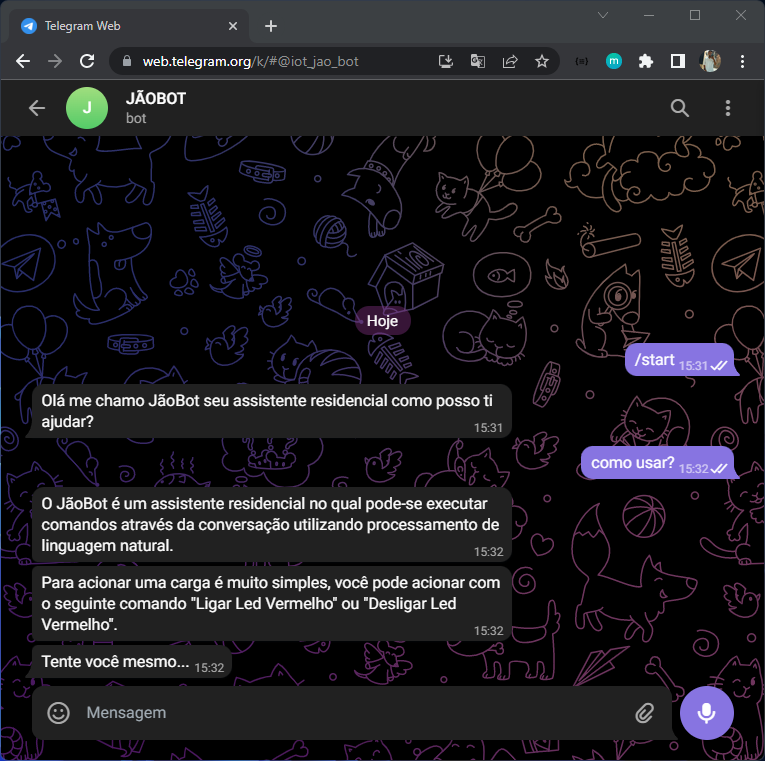 Telegram Web
web.telegram.org/k/#@iot_jao_bot
m
J
JÃOBOT
bot
Hoje
/start 15:31
Olá me chamo JãoBot seu assistente residencial como posso ti
ajudar?
15:31
como usar? 15:32
O JãoBot é um assistente residencial no qual pode-se executar
comandos através da conversação utilizando processamento de
linguagem natural.
15:32
Para acionar uma carga é muito simples, você pode acionar com
o seguinte comando "Ligar Led Vermelho" ou "Desligar Led
Vermelho".
15:32
Tente você mesmo... 15:32
Mensagem